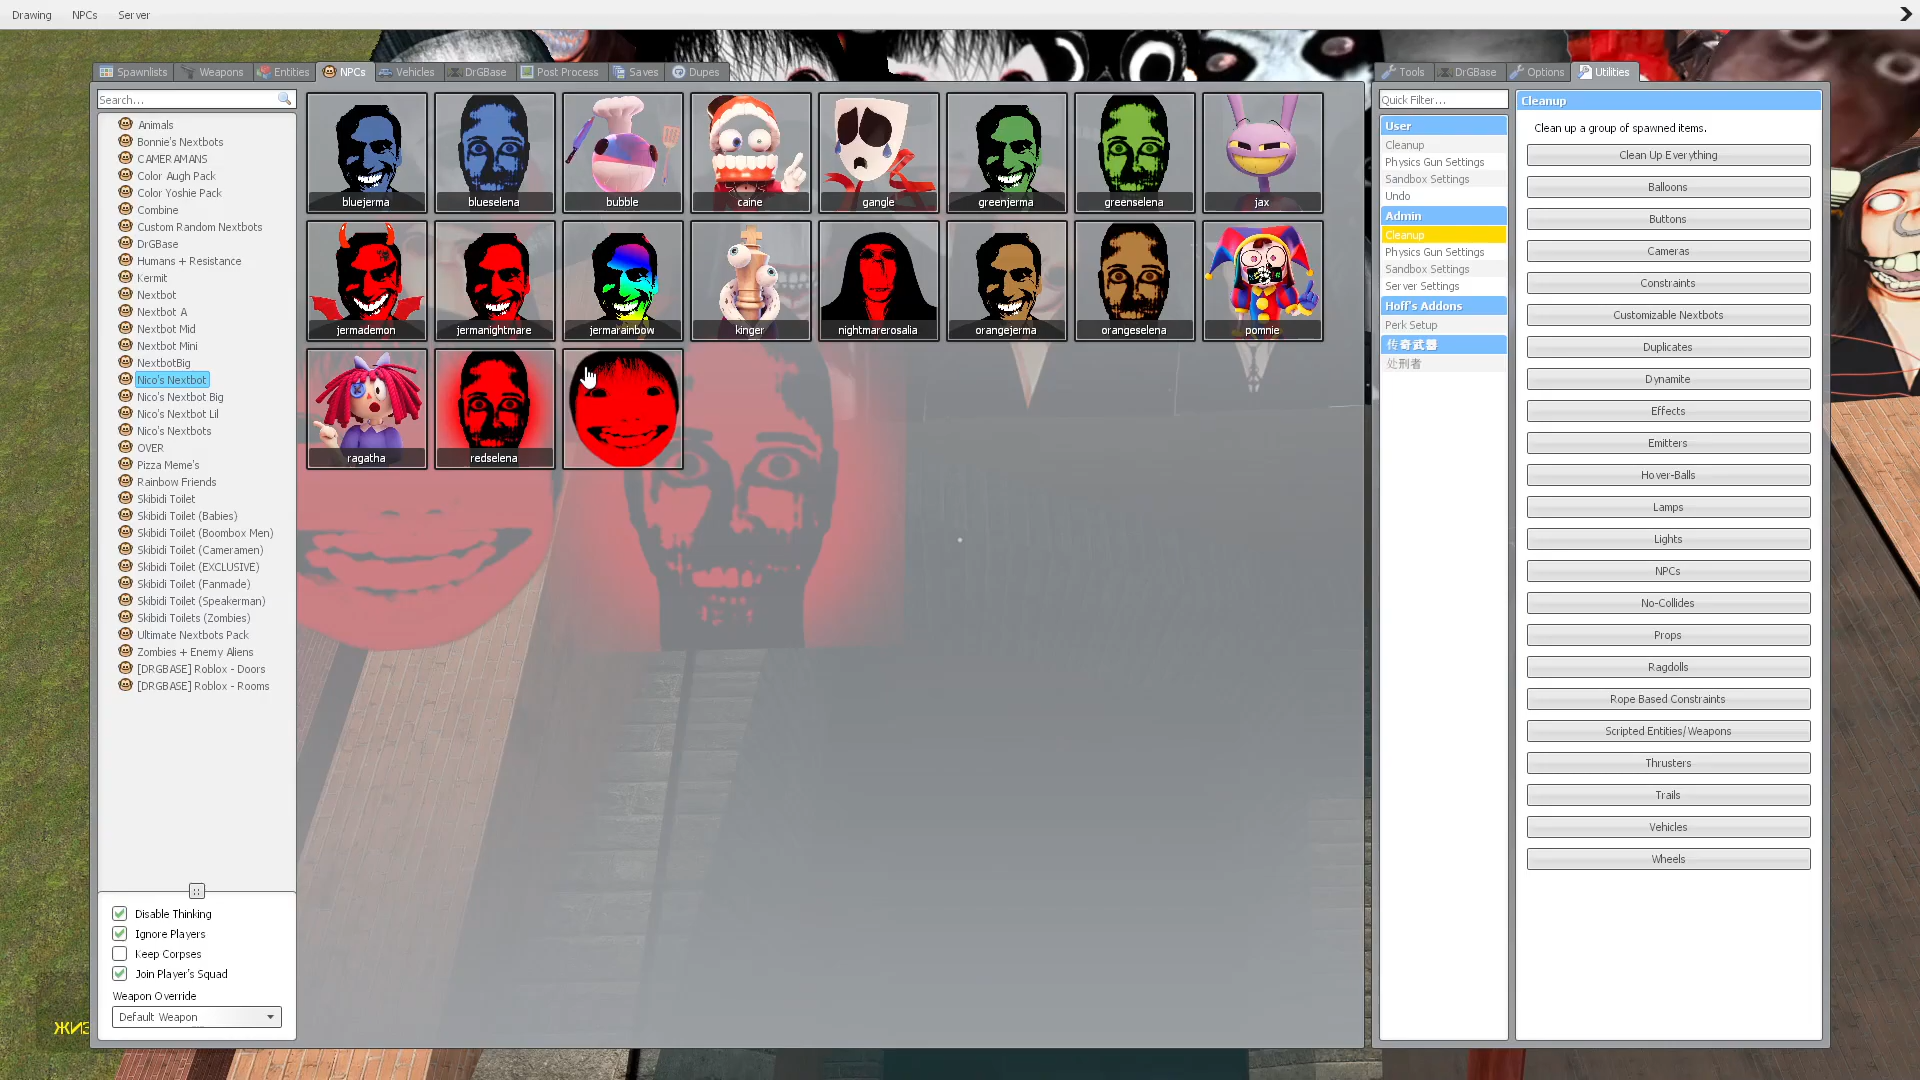 Drawing NPCs Server
Spawnlists Weapons Entities NPCs Vehicles DrGBase Post Process Saves Dupes
Search...
Animals
Bonnie's Nextbots
CAMERAMANS
Color Augh Pack
Color Yoshie Pack
Combine
Custom Random Nextbots
DrGBase
Humans + Resistance
Kermit
Nextbot
Nextbot A
Nextbot Mid
Nextbot Mini
NextbotBig
Nico's Nextbot
Nico's Nextbot Big
Nico's Nextbot Lil
Nico's Nextbots
OVER
Pizza Meme's
Rainbow Friends
Skibidi Toilet
Skibidi Toilet (Babies)
Skibidi Toilet (Boombox Men)
Skibidi Toilet (Cameramen)
Skibidi Toilet (EXCLUSIVE)
Skibidi Toilet (Fanmade)
Skibidi Toilet (Speakerman)
Skibidi Toilets (Zombies)
Ultimate Nextbots Pack
Zombies + Enemy Aliens
[DRGBASE] Roblox - Doors
[DRGBASE] Roblox - Rooms
Disable Thinking
Ignore Players
Keep Corpses
Join Player's Squad
Weapon Override
Default Weapon
ЖИЗ
bluejerma blueselena bubble caine gangle greenjerma greenselena jax
jermademon jermanightmare jermarainbow kinger nightmarerosalia orangejerma orangeselena pomnie
ragatha redselena
Tools DrGBase Options Utilities
Quick Filter...
User
Cleanup
Physics Gun Settings
Sandbox Settings
Undo
Admin
Cleanup
Physics Gun Settings
Sandbox Settings
Server Settings
Hoff's Addons
Perk Setup
传奇武器
处刑者
Cleanup
Clean up a group of spawned items.
Clean Up Everything
Balloons
Buttons
Cameras
Constraints
Customizable Nextbots
Duplicates
Dynamite
Effects
Emitters
Hover-Balls
Lamps
Lights
NPCs
No-Collides
Props
Ragdolls
Rope Based Constraints
Scripted Entities/Weapons
Thrusters
Trails
Vehicles
Wheels